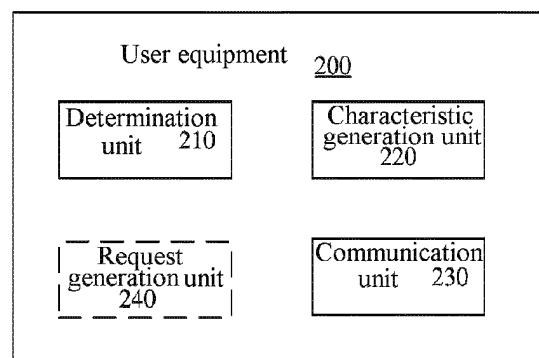 User equipment 200
Determination
unit 210
Characteristic
generation unit
220
Request
generation unit
240
Communication
unit 230